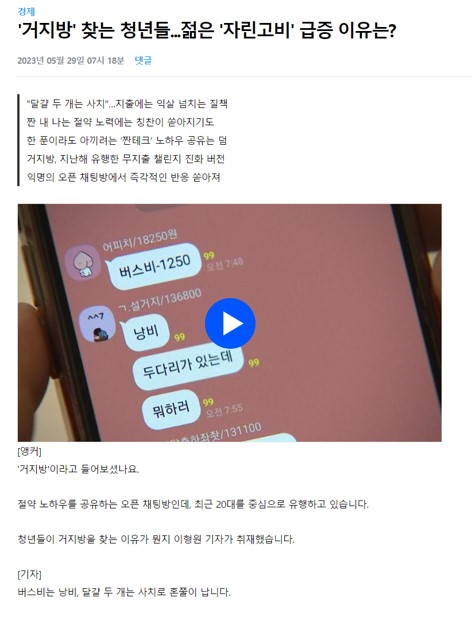 경제
'거지방' 찾는 청년들...젊은 '자린고비' 급증 이유는?
2023년 05월 29일 07시 18분 댓글
"달걀 두 개는 사치"...지출에는 익살 넘치는 질책
짠 내 나는 절약 노력에는 칭찬이 쏟아지기도
한 푼이라도 아끼려는 '짠테크' 노하우 공유는 덤
거지방, 지난해 유행한 무지출 챌린지 진화 버전
익명의 오픈 채팅방에서 즉각적인 반응 쏟아져
어피치/18250원
버스비-1250
99
오전 7:48
ㄱ.설거지/136800
낭비
99
두다리가 있는데
99
뭐하러
99
오전 7:55
/131100
[앵커]
'거지방'이라고 들어보셨나요.
절약 노하우를 공유하는 오픈 채팅방인데, 최근 20대를 중심으로 유행하고 있습니다.
청년들이 거지방을 찾는 이유가 뭔지 이형원 기자가 취재했습니다.
[기자]
버스비는 낭비, 달걀 두 개는 사치로 혼쭐이 납니다.